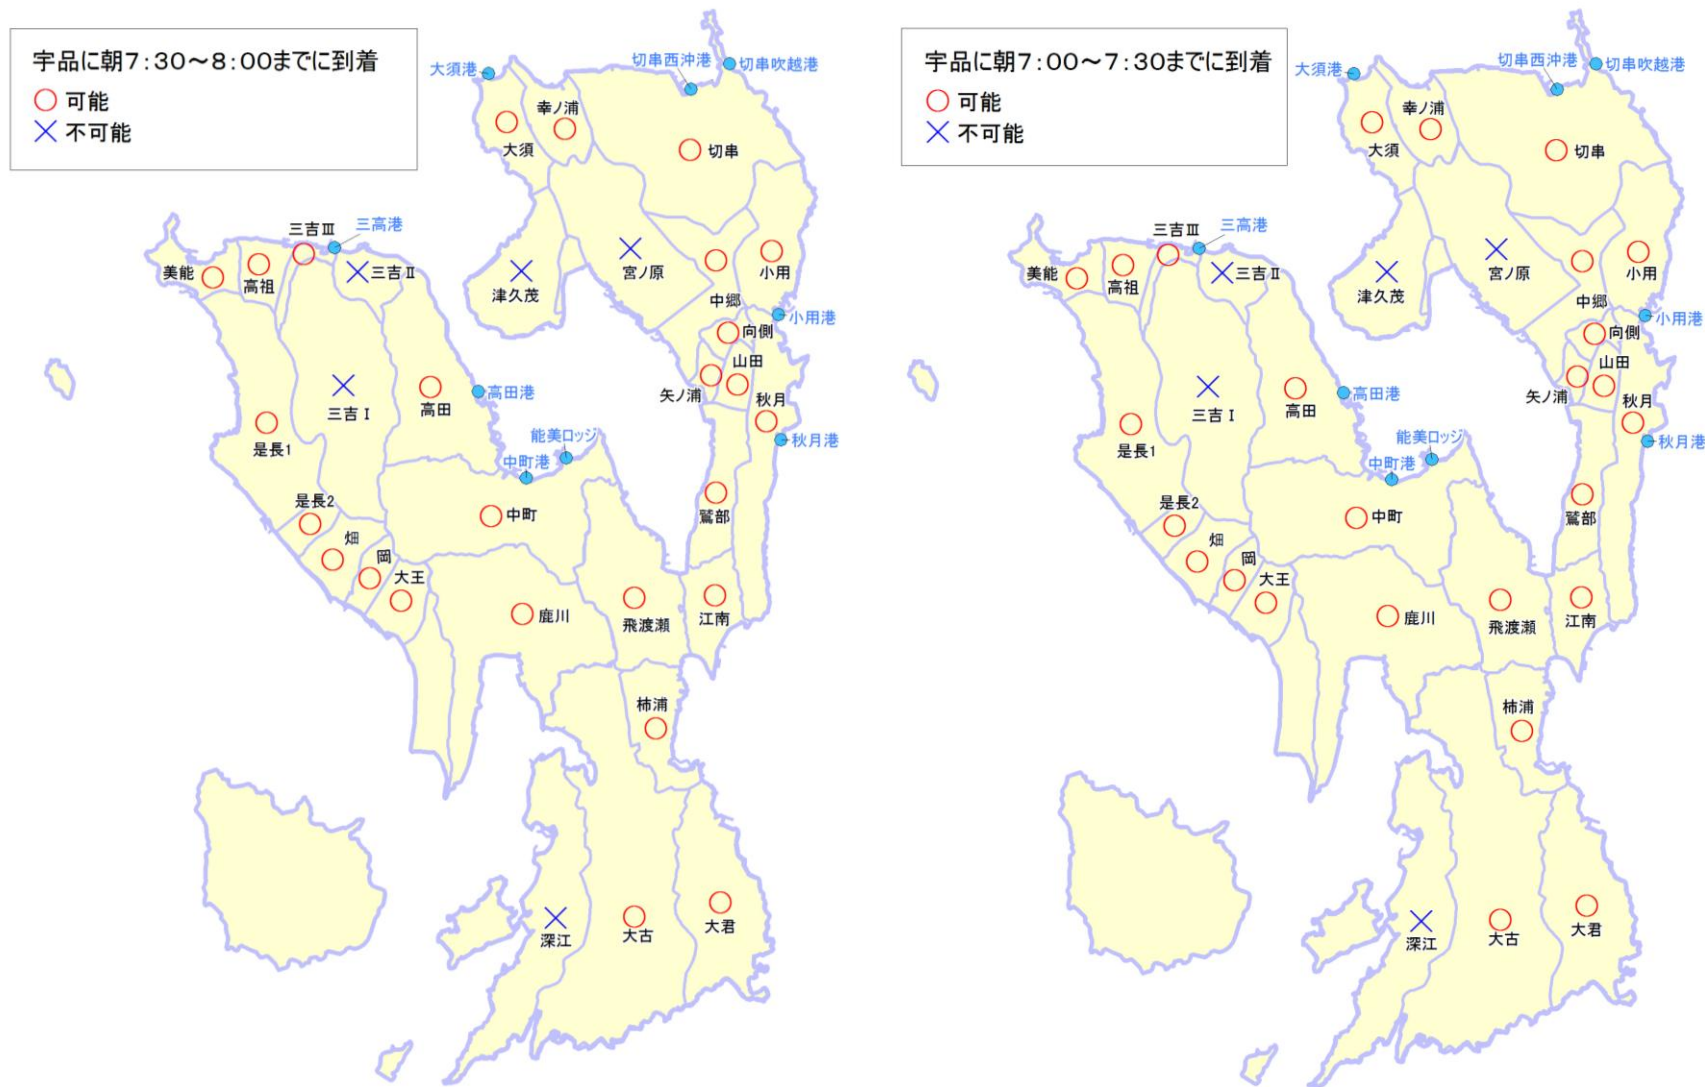 宇品に朝7:30～8:00までに到着
可能
不可能
大須港
切串西沖港
切串吹越港
幸ノ浦
大須
切串
三吉Ⅲ
三高港
美能
高祖
三吉Ⅱ
津久茂
宮ノ原
中郷
小用
小用港
向側
山田
矢ノ浦
秋月
秋月港
三吉Ⅰ
高田
高田港
是長1
能美ロッジ
中町港
是長2
中町
鷲部
畑
岡
大王
鹿川
飛渡瀬
江南
柿浦
深江
大古
大君
宇品に朝7:00～7:30までに到着
可能
不可能
大須港
切串西沖港
切串吹越港
幸ノ浦
大須
切串
三吉Ⅲ
三高港
美能
高祖
三吉Ⅱ
津久茂
宮ノ原
中郷
小用
小用港
向側
山田
矢ノ浦
秋月
秋月港
三吉Ⅰ
高田
高田港
是長1
能美ロッジ
中町港
是長2
中町
鷲部
畑
岡
大王
鹿川
飛渡瀬
江南
柿浦
深江
大古
大君